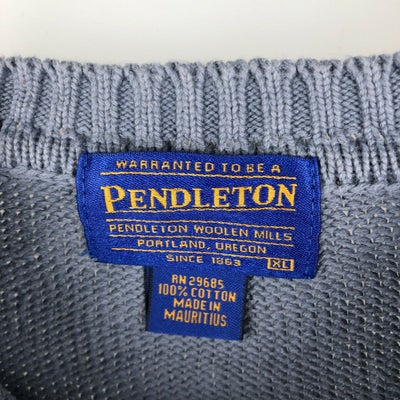 WARRANTED TO BE A
PENDLETON
PENDLETON WOOLEN MILLS
PORTLAND, OREGON
SINCE 1863 XL
RN 29685
100% COTTON
MADE IN
MAURITIUS